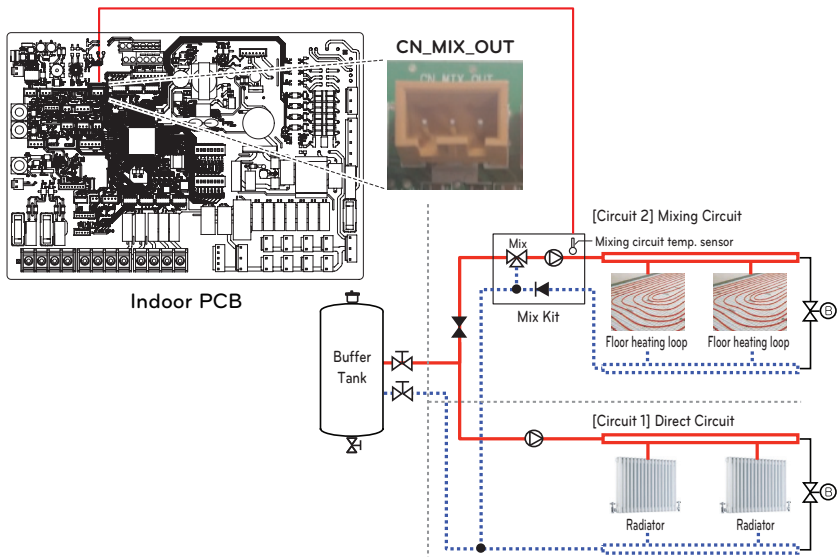 CN_MIX_OUT
CN_MIX_OUT
Indoor PCB
[Circuit 2] Mixing Circuit
Mix
Mixing circuit temp. sensor
Mix Kit
Floor heating loop
Floor heating loop
B
Buffer
Tank
[Circuit 1] Direct Circuit
Radiator
Radiator
B